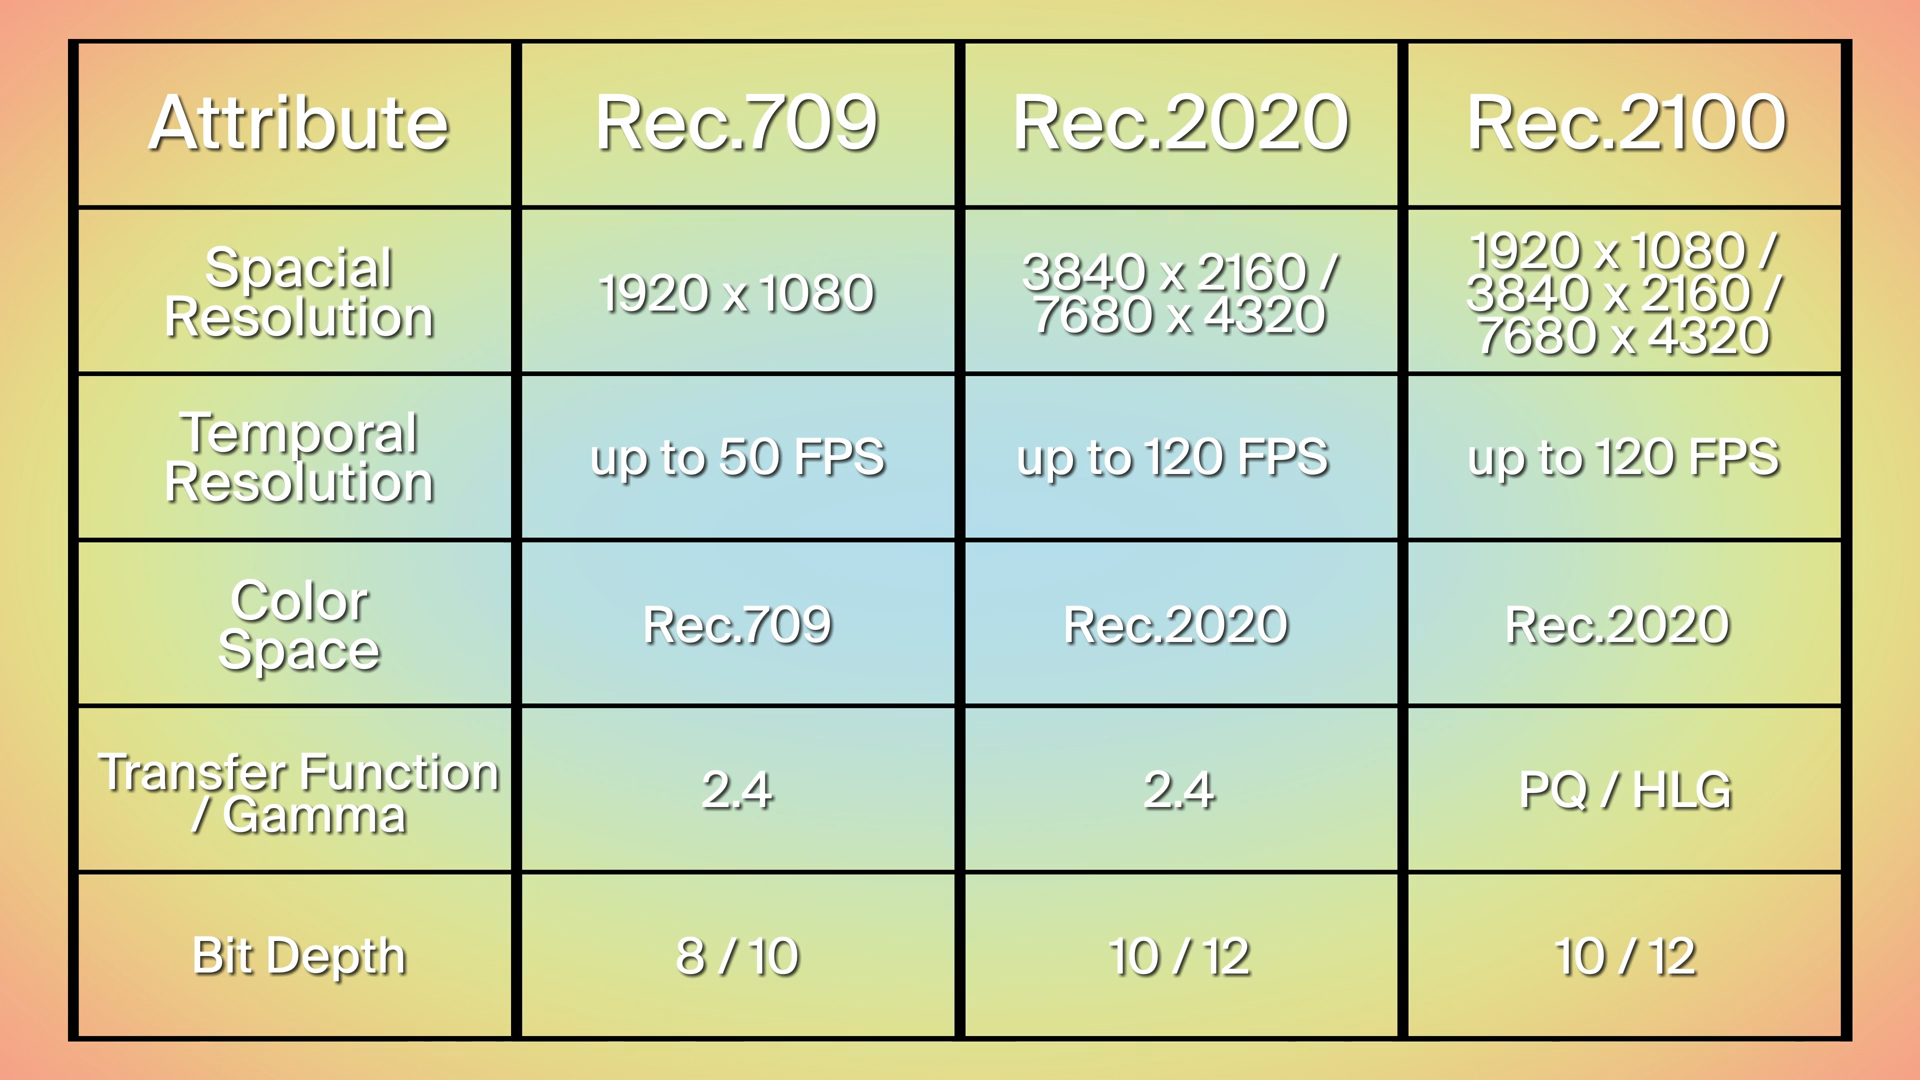 Attribute
Rec.709
Rec.2020
Rec.2100
Spacial
Resolution
1920 x 1080
3840 x 2160 /
7680 x 4320
1920 x 1080 /
3840 x 2160 /
7680 x 4320
Temporal
Resolution
up to 50 FPS
up to 120 FPS
up to 120 FPS
Color
Space
Rec.709
Rec.2020
Rec.2020
Transfer Function
/ Gamma
2.4
2.4
PQ / HLG
Bit Depth
8 / 10
10 / 12
10 / 12